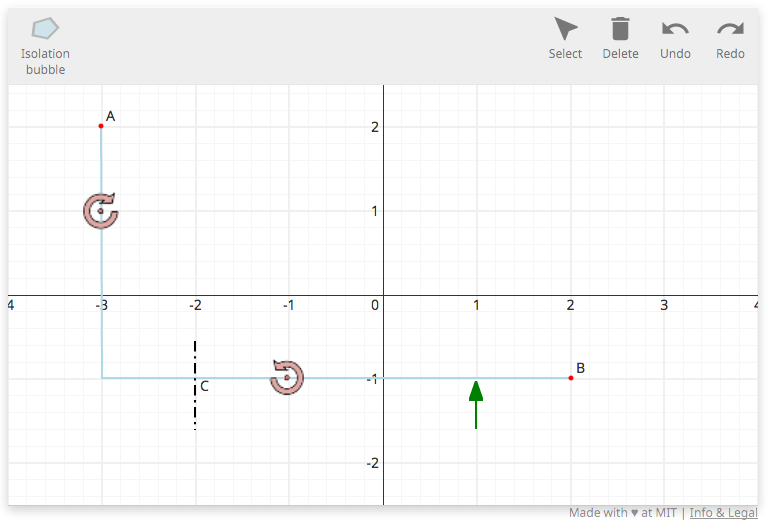 Isolation
bubble
Select
Delete
Undo
Redo
A
2
1
4
-3
-2
-1
0
1
2
3
4
B
-1
C
-2
Made with ♥ at MIT | Info & Legal